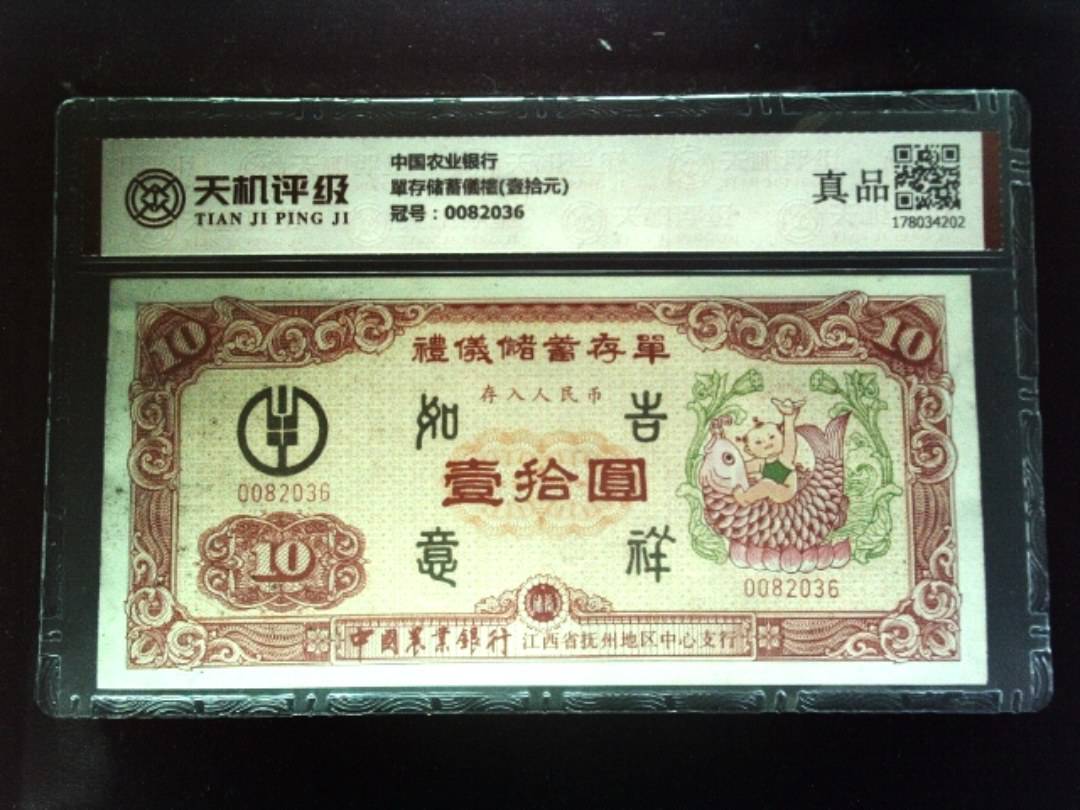 天机评级
TIAN JI PING JI
中国农业银行
單存储蓄儀禮(壹拾元)
冠号：0082036
真品
178034202
10
10
禮儀儲蓄存單
存入人民币
如 吉
壹拾圓
意 祥
0082036
10
0082036
中國農業銀行 江西省抚州地区中心支行